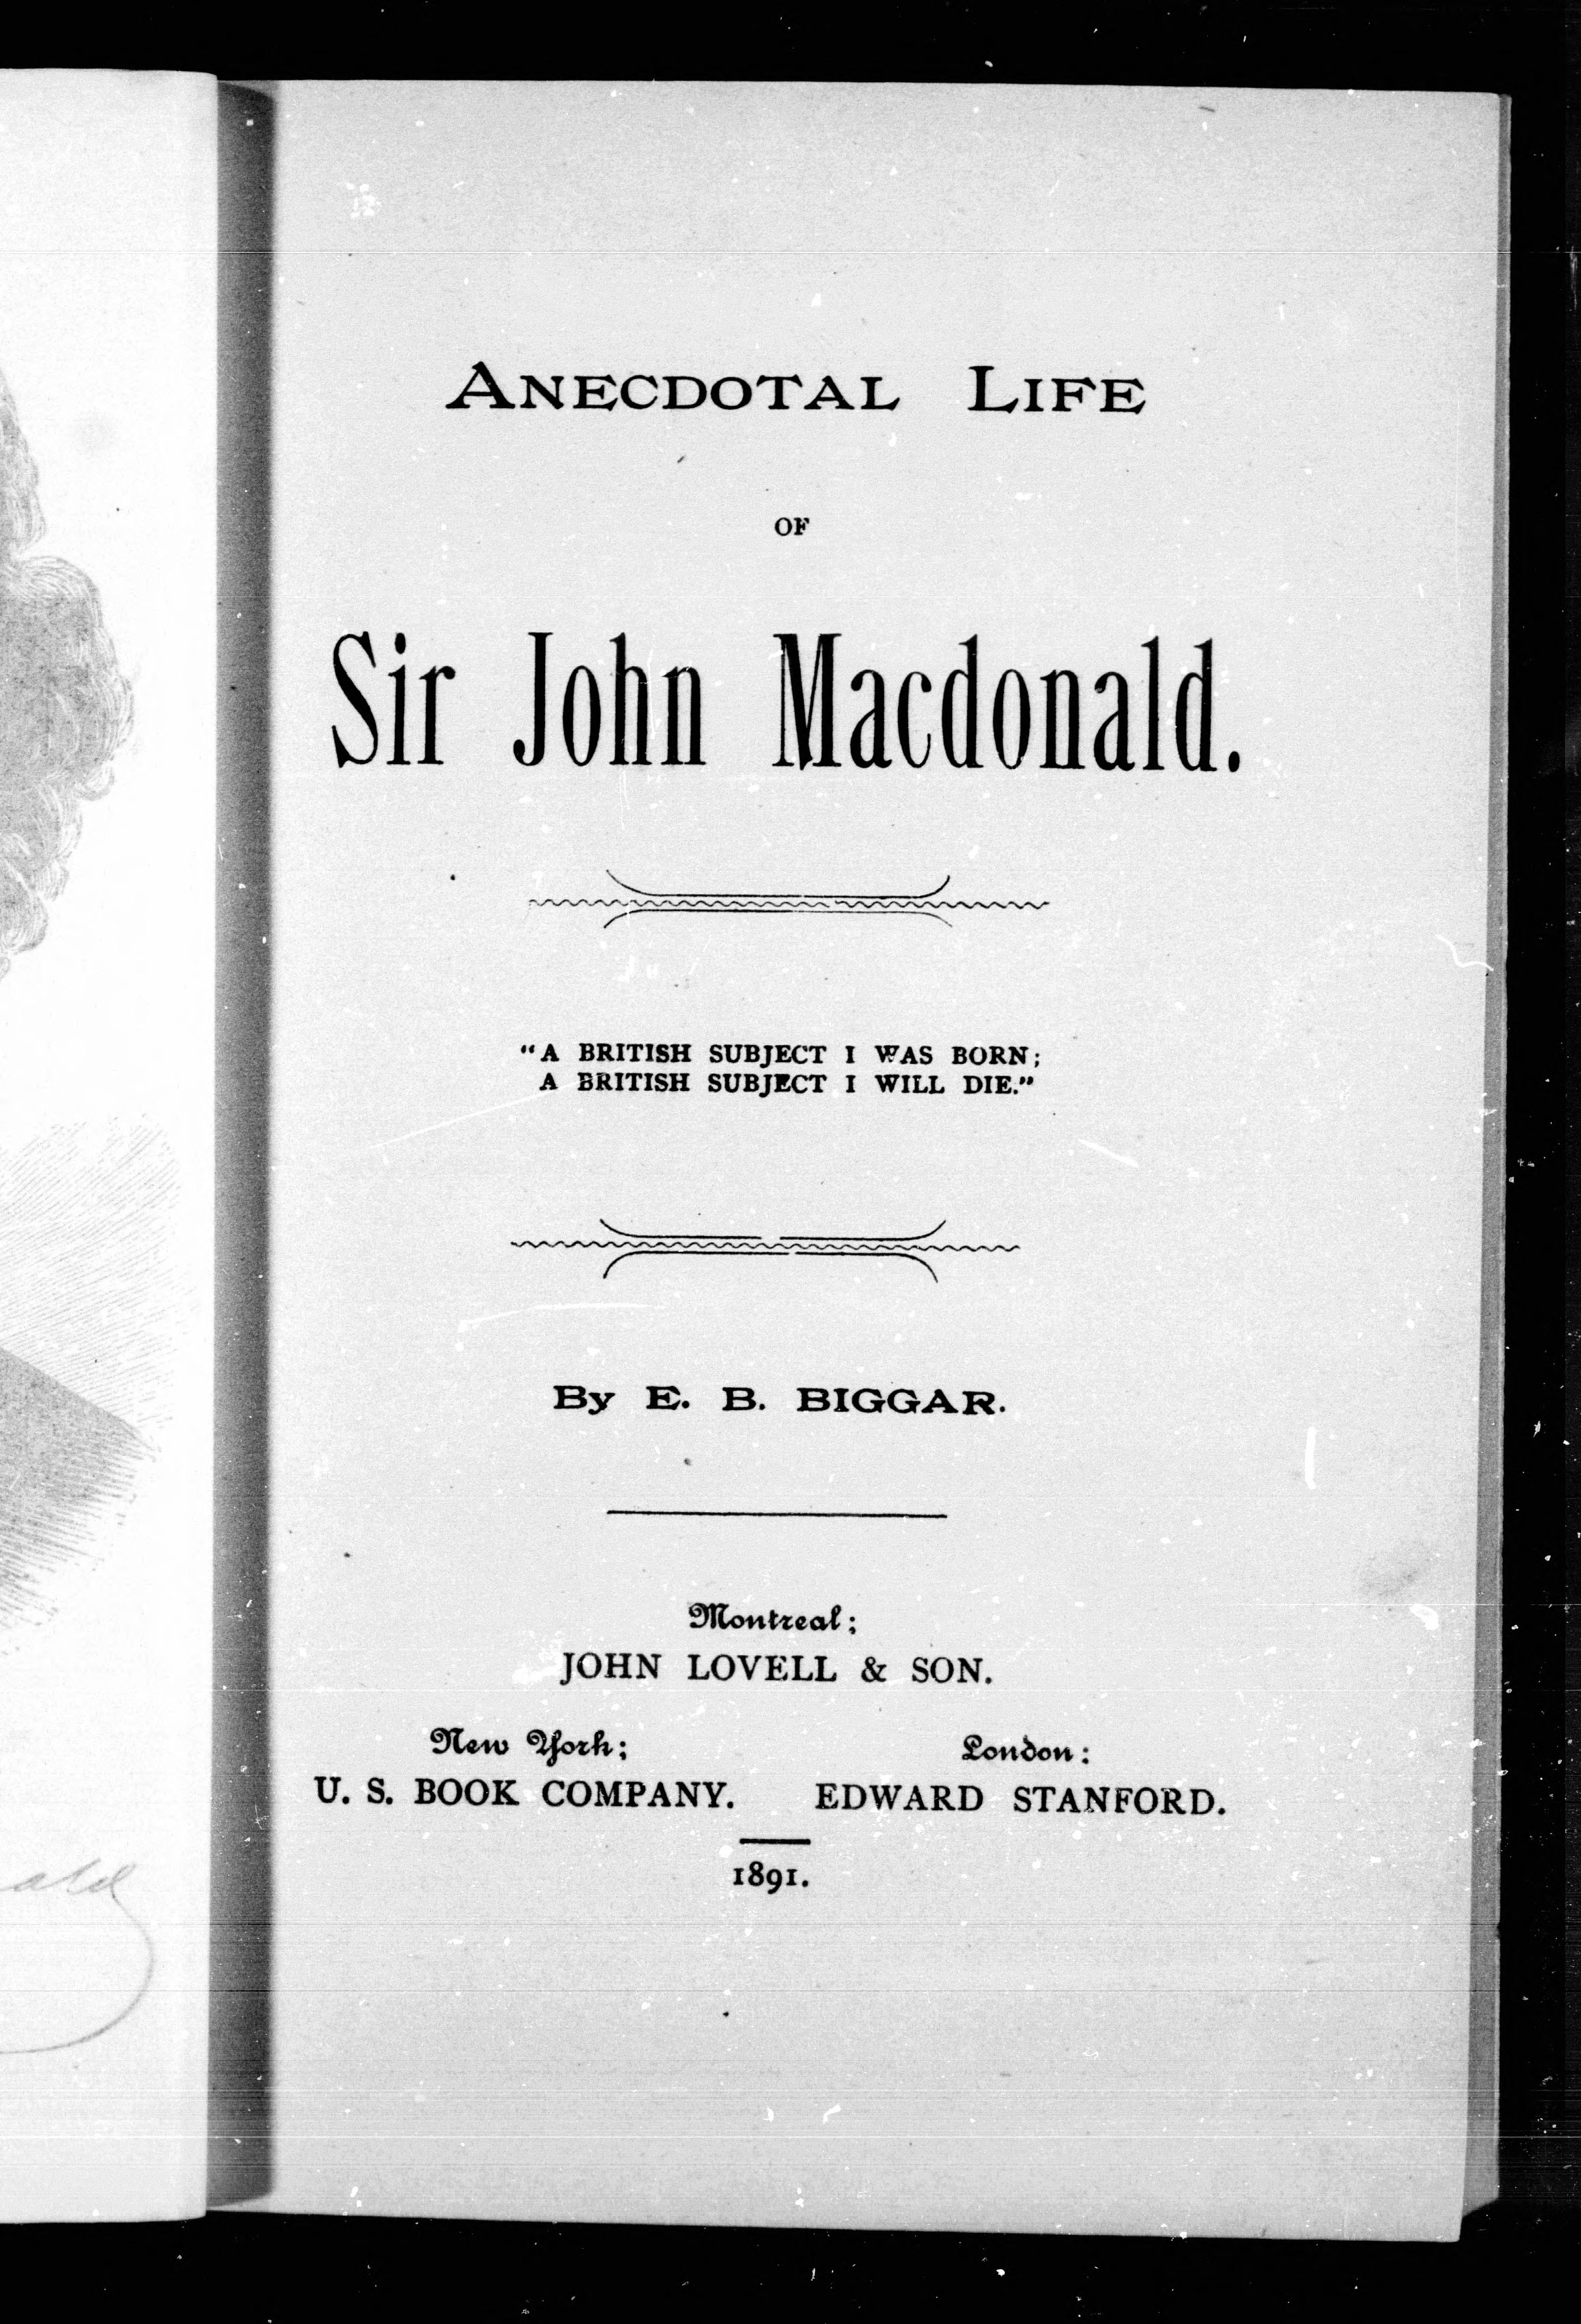 ANECDOTAL LIFE
OF
Sir John Macdonald.
"A BRITISH SUBJECT I WAS BORN;
A BRITISH SUBJECT I WILL DIE."
By E. B. BIGGAR.
Montreal:
JOHN LOVELL & SON.
New York: London:
U. S. BOOK COMPANY. EDWARD STANFORD.
1891.
ald